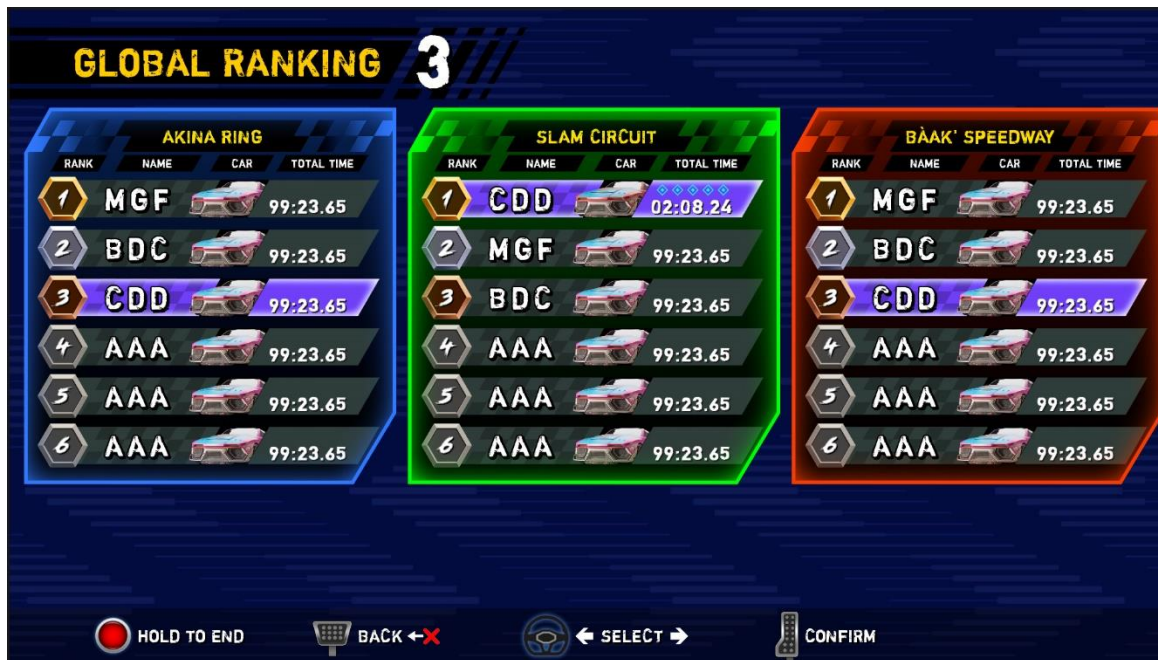 GLOBAL RANKING 3
AKINA RING
RANK NAME CAR TOTAL TIME
1 MGF 99:23.65
2 BDC 99:23.65
3 CDD 99:23.65
4 AAA 99:23.65
5 AAA 99:23.65
6 AAA 99:23.65
SLAM CIRCUIT
RANK NAME CAR TOTAL TIME
1 CDD 02:08.24
2 MGF 99:23.65
3 BDC 99:23.65
4 AAA 99:23.65
5 AAA 99:23.65
6 AAA 99:23.65
BÀAK' SPEEDWAY
RANK NAME CAR TOTAL TIME
1 MGF 99:23.65
2 BDC 99:23.65
3 CDD 99:23.65
4 AAA 99:23.65
5 AAA 99:23.65
6 AAA 99:23.65
HOLD TO END BACK SELECT CONFIRM